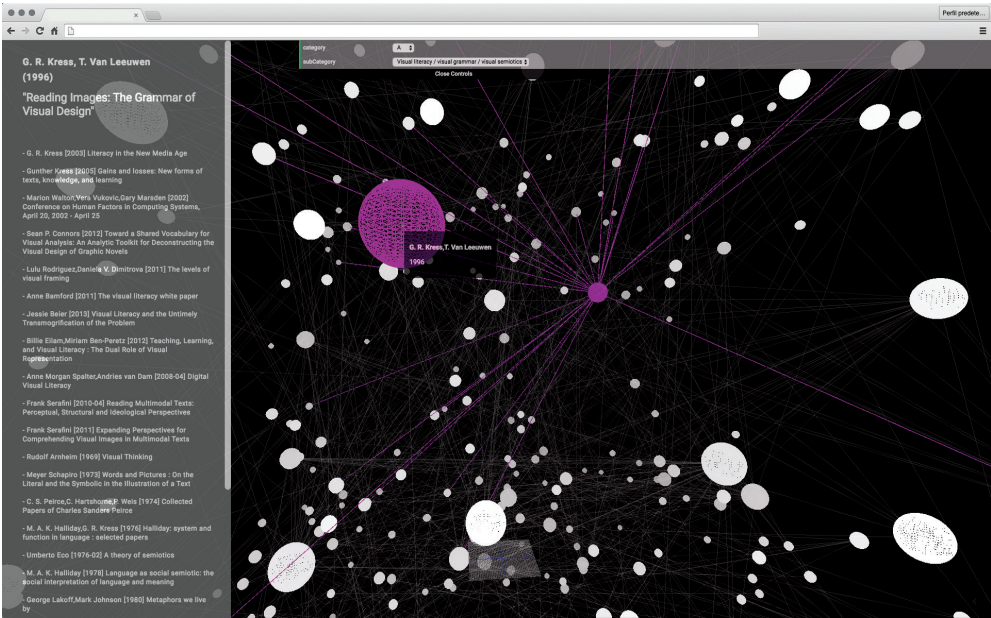 Perfil predete...
category
A
subCategory
Visual literacy / visual grammar / visual semiotics
Close Controls
G. R. Kress, T. Van Leeuwen
(1996)
"Reading Images: The Grammar of
Visual Design"
- G. R. Kress [2003] Literacy in the New Media Age
- Gunther Kress [2005] Gains and losses: New forms of
texts, knowledge, and learning
- Marion Walton,Vera Vukovic,Gary Marsden [2002]
Conference on Human Factors in Computing Systems,
April 20, 2002 - April 25
- Sean P. Connors [2012] Toward a Shared Vocabulary for
Visual Analysis: An Analytic Toolkit for Deconstructing the
Visual Design of Graphic Novels
- Lulu Rodriguez,Daniela V. Dimitrova [2011] The levels of
visual framing
- Anne Bamford [2011] The visual literacy white paper
- Jessie Beier [2013] Visual Literacy and the Untimely
Transmogrification of the Problem
- Billie Eilam,Miriam Ben-Peretz [2012] Teaching, Learning,
and Visual Literacy : The Dual Role of Visual
Representation
- Anne Morgan Spalter,Andries van Dam [2008-04] Digital
Visual Literacy
- Frank Serafini [2010-04] Reading Multimodal Texts:
Perceptual, Structural and Ideological Perspectives
- Frank Serafini [2011] Expanding Perspectives for
Comprehending Visual Images in Multimodal Texts
- Rudolf Arnheim [1969] Visual Thinking
- Meyer Schapiro [1973] Words and Pictures : On the
Literal and the Symbolic in the Illustration of a Text
- C. S. Peirce,C. Hartshorne,P. Weis [1974] Collected
Papers of Charles Sanders Peirce
- M. A. K. Halliday,G. R. Kress [1976] Halliday: system and
function in language : selected papers
- Umberto Eco [1976-02] A theory of semiotics
- M. A. K. Halliday [1978] Language as social semiotic: the
social interpretation of language and meaning
- George Lakoff,Mark Johnson [1980] Metaphors we live
by
G. R. Kress,T. Van Leeuwen
1996